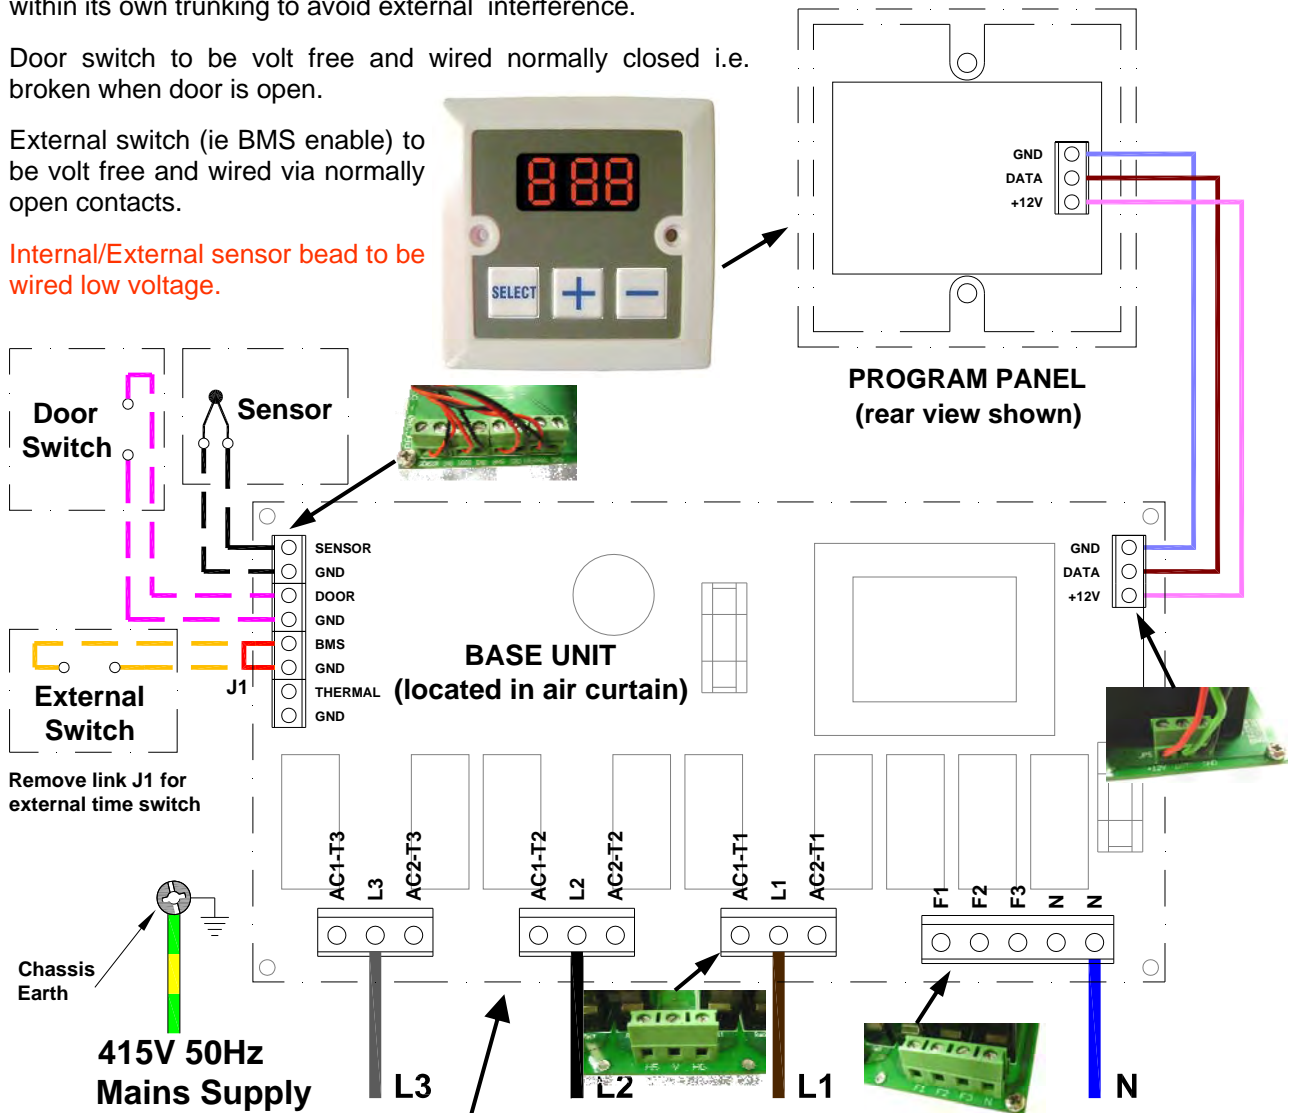 within its own trunking to avoid external interference.
Door switch to be volt free and wired normally closed i.e.
broken when door is open.
External switch (ie BMS enable) to
be volt free and wired via normally
open contacts.
Internal/External sensor bead to be
wired low voltage.
888
SELECT
+
−
GND
DATA
+12V
PROGRAM PANEL
(rear view shown)
Door
Switch
Sensor
SENSOR
GND
DOOR
GND
BMS
GND
THERMAL
GND
J1
External
Switch
Remove link J1 for
external time switch
BASE UNIT
(located in air curtain)
GND
DATA
+12V
+12V
AC1-T3
L3
AC2-T3
AC1-T2
L2
AC2-T2
AC1-T1
L1
AC2-T1
F1
F2
F3
N
N
Chassis
Earth
415V 50Hz
Mains Supply
L3
L2
L1
N
F1 F2 F3 N